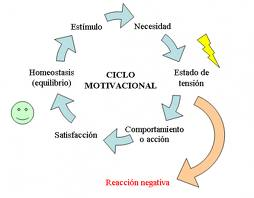 Estímulo
Necesidad
Homeostasis
(equilibrio)
CICLO
MOTIVACIONAL
Estado de
tensión
Satisfacción
Comportamiento
o acción
Reacción negativa